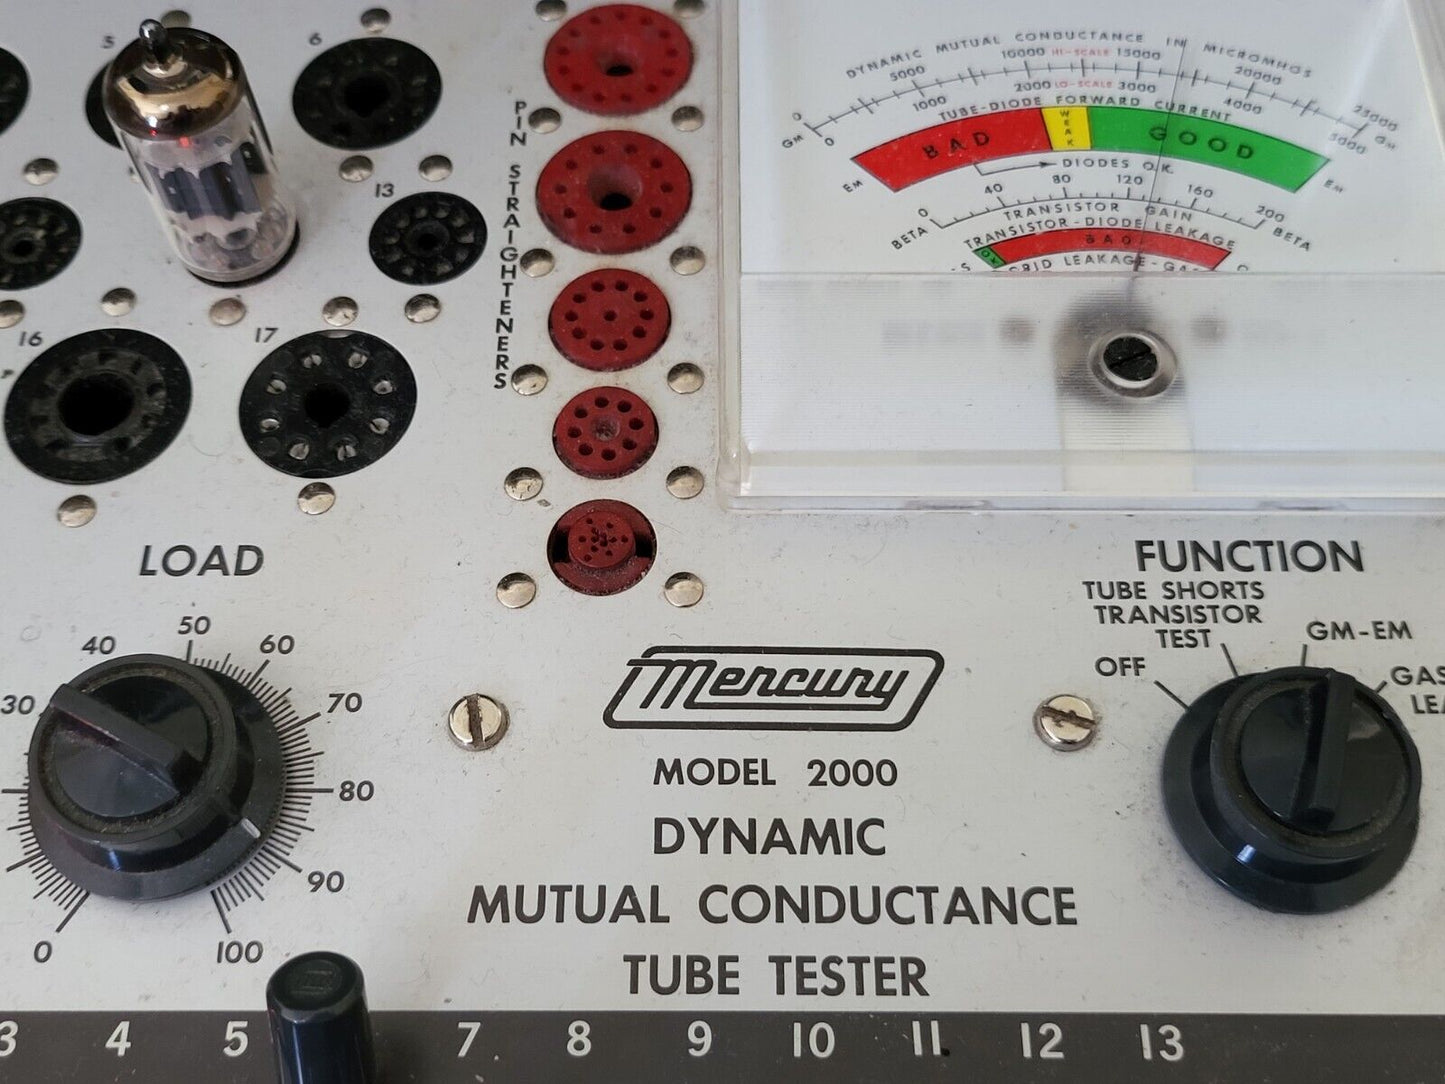 5
6
13
16
17
PIN STRAIGHTENERS
DYNAMIC MUTUAL CONDUCTANCE IN MICROMHOS
0 5000 10000 HI-SCALE 15000 20000 25000
GM 0 1000 2000 LO-SCALE 3000 4000 5000 GM
TUBE-DIODE FORWARD CURRENT
BAD WEAK GOOD
EM DIODES O.K. EM
0 40 80 120 160 200
BETA TRANSISTOR GAIN BETA
TRANSISTOR-DIODE LEAKAGE
OK BAD
GRID LEAKAGE-GAS
LOAD
0 30 40 50 60 70 80 90 100
FUNCTION
OFF
TUBE SHORTS
TRANSISTOR
TEST
GM-EM
GAS
LEA
Mercury
MODEL 2000
DYNAMIC
MUTUAL CONDUCTANCE
TUBE TESTER
3 4 5 7 8 9 10 11 12 13